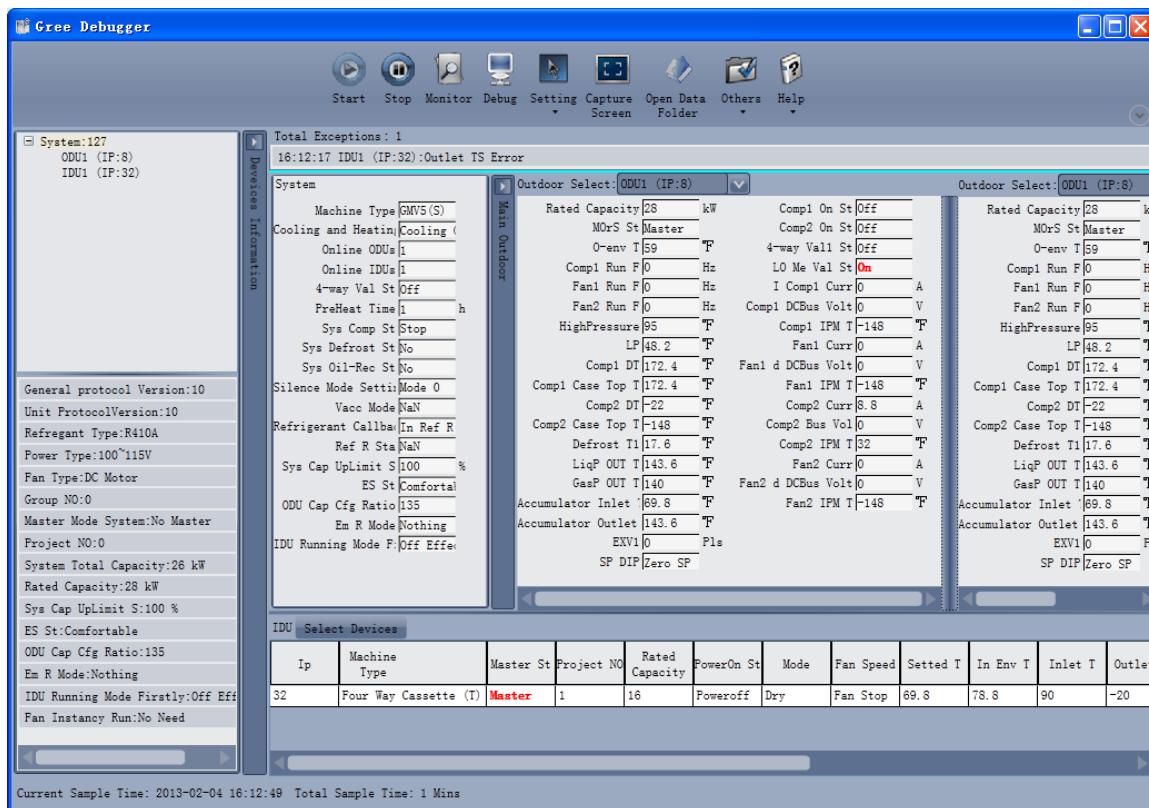 Gree Debugger
Start Stop Monitor Debug Setting Capture Screen Open Data Folder Others Help
System:127
ODU1 (IP:8)
IDU1 (IP:32)
General protocol Version:10
Unit ProtocolVersion:10
Refregant Type:R410A
Power Type:100~115V
Fan Type:DC Motor
Group NO:0
Master Mode System:No Master
Project NO:0
System Total Capacity:26 kW
Rated Capacity:28 kW
Sys Cap UpLimit S:100 %
ES St:Comfortable
ODU Cap Cfg Ratio:135
Em R Mode:Nothing
IDU Running Mode Firstly:Off Eff
Fan Instancy Run:No Need
Deveices Information
Total Exceptions: 1
16:12:17 IDU1 (IP:32):Outlet TS Error
System
Machine Type GMV5(S)
Cooling and Heating Cooling (
Online ODUs 1
Online IDUs 1
4-way Val St Off
PreHeat Time 1 h
Sys Comp St Stop
Sys Defrost St No
Sys Oil-Rec St No
Silence Mode Settin Mode 0
Vacc Mode NaN
Refrigerant Callba In Ref R
Ref R Sta NaN
Sys Cap UpLimit S 100 %
ES St Comfortal
ODU Cap Cfg Ratio 135
Em R Mode Nothing
IDU Running Mode F: Off Effe
Main Outdoor
Outdoor Select: ODU1 (IP:8)
Rated Capacity 28 kW
MOrS St Master
O-env T 59 °F
Comp1 Run F 0 Hz
Fan1 Run F 0 Hz
Fan2 Run F 0 Hz
HighPressure 95 °F
LP 48.2 °F
Comp1 DT 172.4 °F
Comp1 Case Top T 172.4 °F
Comp2 DT -22 °F
Comp2 Case Top T -148 °F
Defrost T1 17.6 °F
LiqP OUT T 143.6 °F
GasP OUT T 140 °F
Accumulator Inlet 69.8 °F
Accumulator Outlet 143.6 °F
EXV1 0 Pls
SP DIP Zero SP
Comp1 On St Off
Comp2 On St Off
4-way Val1 St Off
LO Me Val St On
I Comp1 Curr 0 A
Comp1 DCBus Volt 0 V
Comp1 IPM T -148 °F
Fan1 Curr 0 A
Fan1 d DCBus Volt 0 V
Fan1 IPM T -148 °F
Comp2 Curr 8.8 A
Comp2 Bus Vol 0 V
Comp2 IPM T 32 °F
Fan2 Curr 0 A
Fan2 d DCBus Volt 0 V
Fan2 IPM T -148 °F
Outdoor Select: ODU1 (IP:8)
Rated Capacity 28 k
MOrS St Master
O-env T 59
Comp1 Run F 0 H
Fan1 Run F 0 H
Fan2 Run F 0 H
HighPressure 95
LP 48.2
Comp1 DT 172.4
Comp1 Case Top T 172.4
Comp2 DT -22
Comp2 Case Top T -148
Defrost T1 17.6
LiqP OUT T 143.6
GasP OUT T 140
Accumulator Inlet 69.8
Accumulator Outlet 143.6
EXV1 0 P
SP DIP Zero SP
IDU Select Devices
Ip Machine Type Master St Project NO Rated Capacity PowerOn St Mode Fan Speed Setted T In Env T Inlet T Outle
32 Four Way Cassette (T) Master 1 16 Poweroff Dry Fan Stop 69.8 78.8 90 -20
Current Sample Time: 2013-02-04 16:12:49 Total Sample Time: 1 Mins